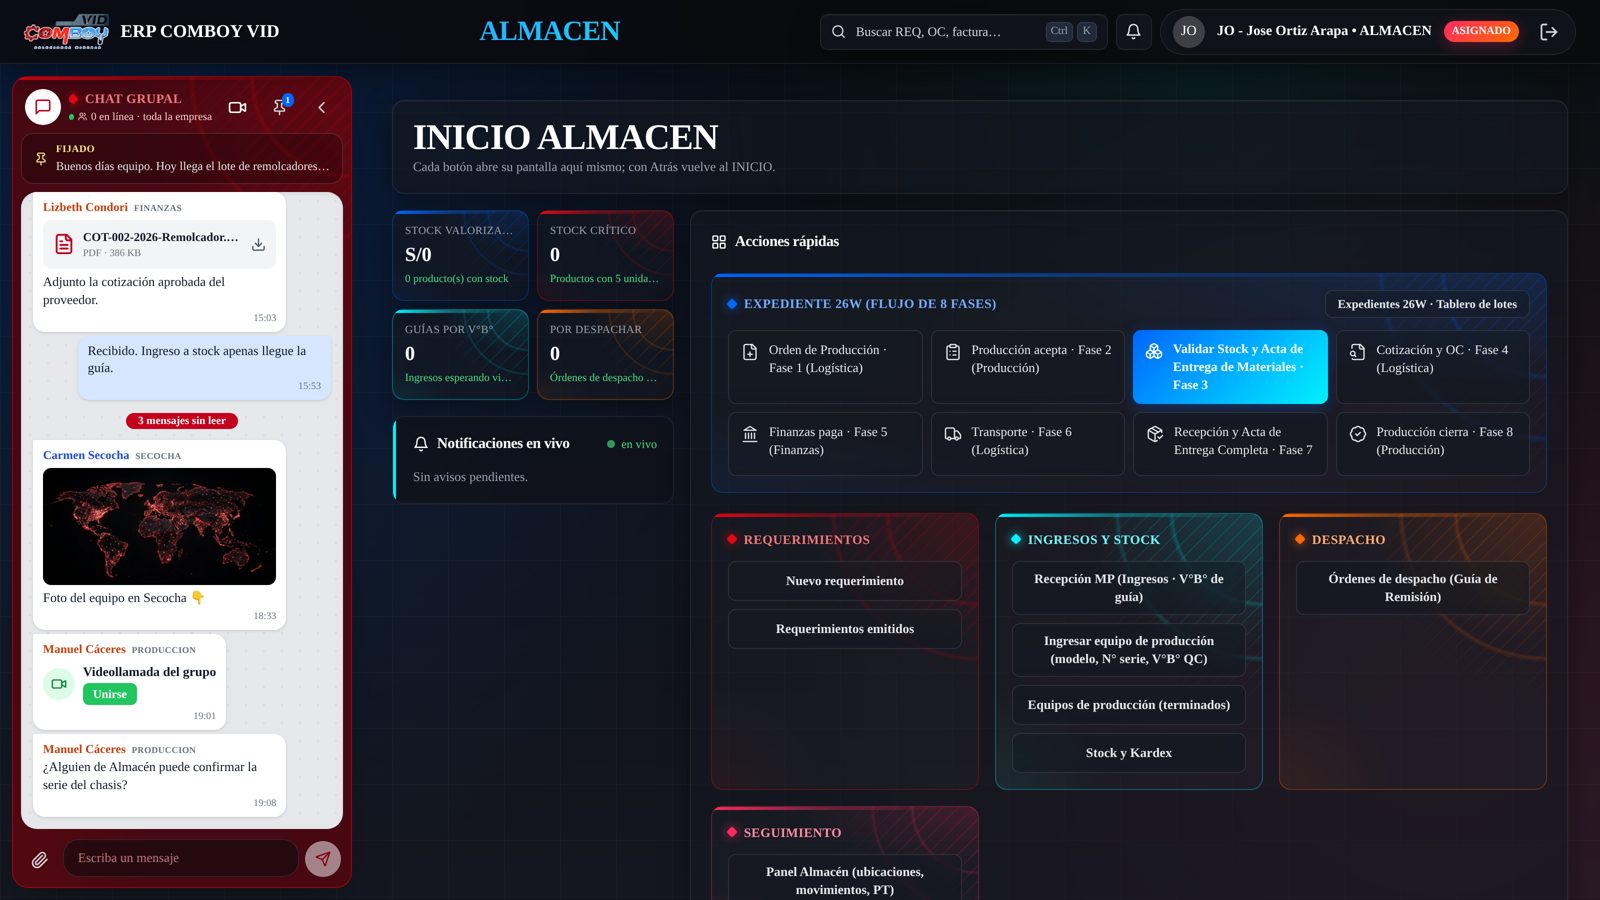 COMBOY VID
ERP COMBOY VID
ALMACEN
Buscar REQ, OC, factura…
Ctrl K
JO
JO - Jose Ortiz Arapa • ALMACEN
ASIGNADO
CHAT GRUPAL
0 en línea · toda la empresa
1
FIJADO
Buenos días equipo. Hoy llega el lote de remolcadores…
Lizbeth Condori FINANZAS
COT-002-2026-Remolcador.…
PDF · 386 KB
Adjunto la cotización aprobada del
proveedor.
15:03
Recibido. Ingreso a stock apenas llegue la
guía.
15:53
3 mensajes sin leer
Carmen Secocha SECOCHA
Foto del equipo en Secocha 👇
18:33
Manuel Cáceres PRODUCCION
Videollamada del grupo
Unirse
19:01
Manuel Cáceres PRODUCCION
¿Alguien de Almacén puede confirmar la
serie del chasis?
19:08
Escriba un mensaje
INICIO ALMACEN
Cada botón abre su pantalla aquí mismo; con Atrás vuelve al INICIO.
STOCK VALORIZA…
S/0
0 producto(s) con stock
STOCK CRÍTICO
0
Productos con 5 unida…
GUÍAS POR V°B°
0
Ingresos esperando vi…
POR DESPACHAR
0
Órdenes de despacho …
Notificaciones en vivo
en vivo
Sin avisos pendientes.
Acciones rápidas
EXPEDIENTE 26W (FLUJO DE 8 FASES)
Expedientes 26W · Tablero de lotes
Orden de Producción ·
Fase 1 (Logística)
Producción acepta · Fase 2
(Producción)
Validar Stock y Acta de
Entrega de Materiales ·
Fase 3
Cotización y OC · Fase 4
(Logística)
Finanzas paga · Fase 5
(Finanzas)
Transporte · Fase 6
(Logística)
Recepción y Acta de
Entrega Completa · Fase 7
Producción cierra · Fase 8
(Producción)
REQUERIMIENTOS
Nuevo requerimiento
Requerimientos emitidos
INGRESOS Y STOCK
Recepción MP (Ingresos · V°B° de
guía)
Ingresar equipo de producción
(modelo, N° serie, V°B° QC)
Equipos de producción (terminados)
Stock y Kardex
DESPACHO
Órdenes de despacho (Guía de
Remisión)
SEGUIMIENTO
Panel Almacén (ubicaciones,
movimientos, PT)